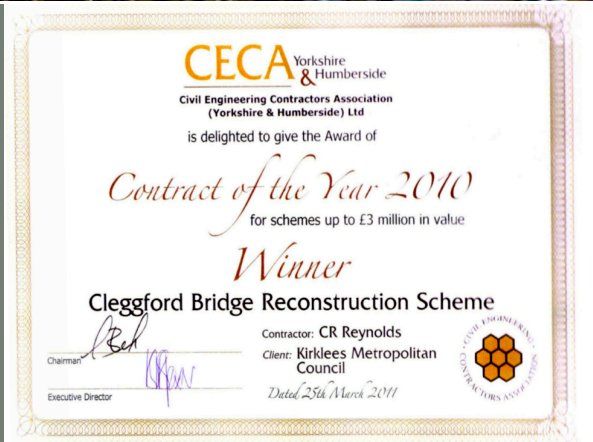 CECA Yorkshire
& Humberside
Civil Engineering Contractors Association
(Yorkshire & Humberside) Ltd
is delighted to give the Award of
Contract of the Year 2010
for schemes up to £3 million in value
Winner
Cleggford Bridge Reconstruction Scheme
Chairman
Executive Director
Contractor: CR Reynolds
Client: Kirklees Metropolitan
Council
Dated 25th March 2011
CIVIL ENGINEERING
CONTRACTORS ASSOCIATION